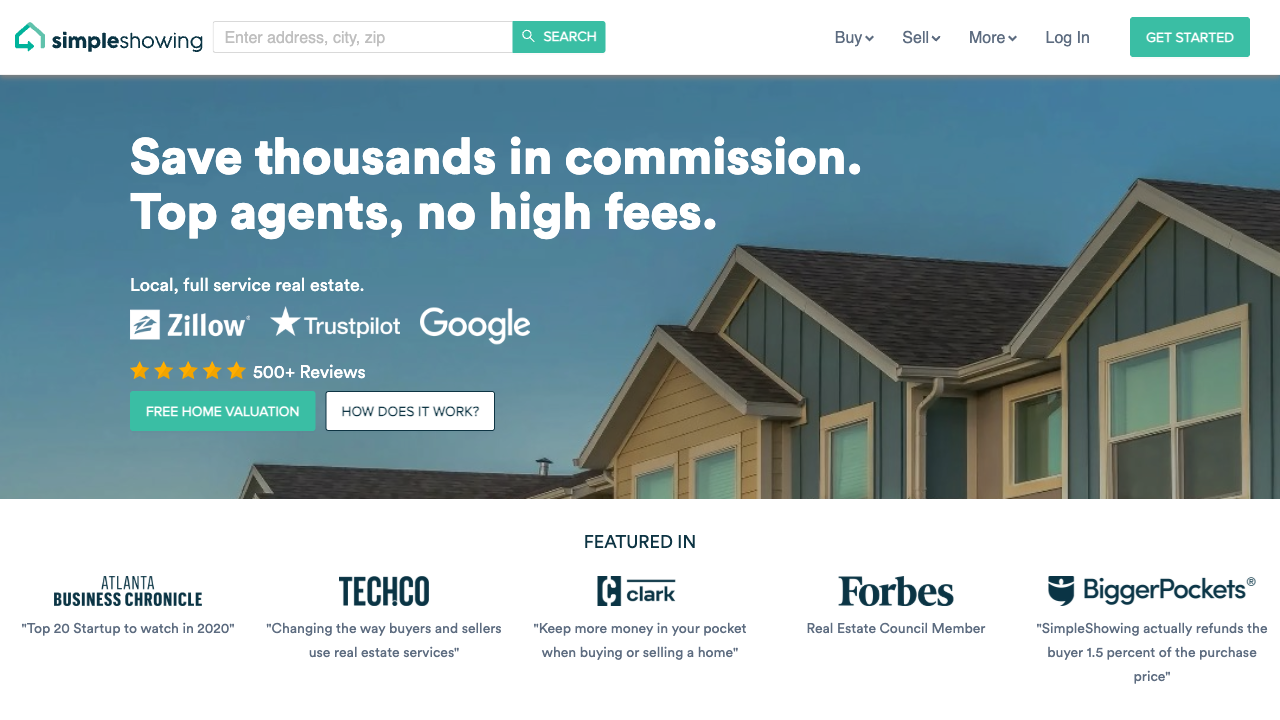 simpleshowing
Enter address, city, zip
SEARCH
Buy
Sell
More
Log In
GET STARTED
Save thousands in commission.
Top agents, no high fees.
Local, full service real estate.
Zillow®
Trustpilot
Google
500+ Reviews
FREE HOME VALUATION
HOW DOES IT WORK?
FEATURED IN
ATLANTA
BUSINESS CHRONICLE
"Top 20 Startup to watch in 2020"
TECH.CO
"Changing the way buyers and sellers
use real estate services"
clark
"Keep more money in your pocket
when buying or selling a home"
Forbes
Real Estate Council Member
BiggerPockets®
"SimpleShowing actually refunds the
buyer 1.5 percent of the purchase
price"